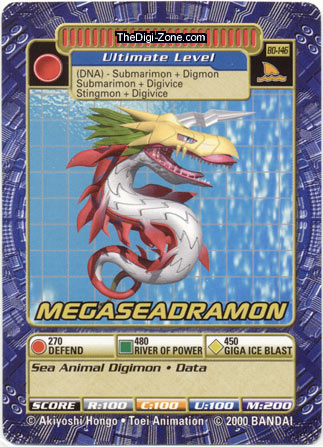 TheDigi-Zone.com
BO-146
Ultimate Level
(DNA) - Submarimon + Digmon
Submarimon + Digivice
Stingmon + Digivice
MEGASEADRAMON
270
DEFEND
480
RIVER OF POWER
450
GIGA ICE BLAST
Sea Animal Digimon • Data
SCORE R:100 C:100 U:100 M:200
© Akiyoshi Hongo • Toei Animation © 2000 BANDAI